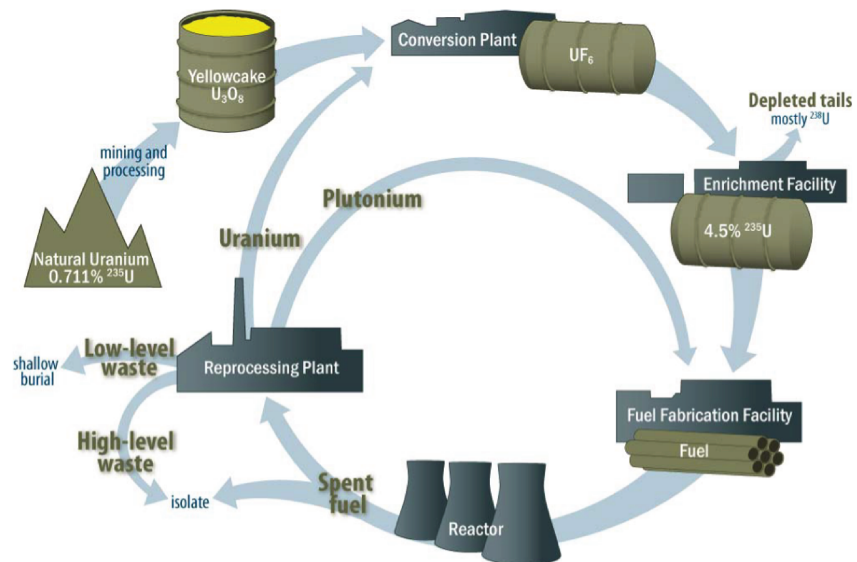 Yellowcake
U₃O₈
Conversion Plant
UF₆
Depleted tails
mostly ²³⁸U
mining and
processing
Enrichment Facility
4.5% ²³⁵U
Plutonium
Uranium
Natural Uranium
0.711% ²³⁵U
Low-level
waste
shallow
burial
Reprocessing Plant
Fuel Fabrication Facility
Fuel
High-level
waste
Spent
fuel
isolate
Reactor